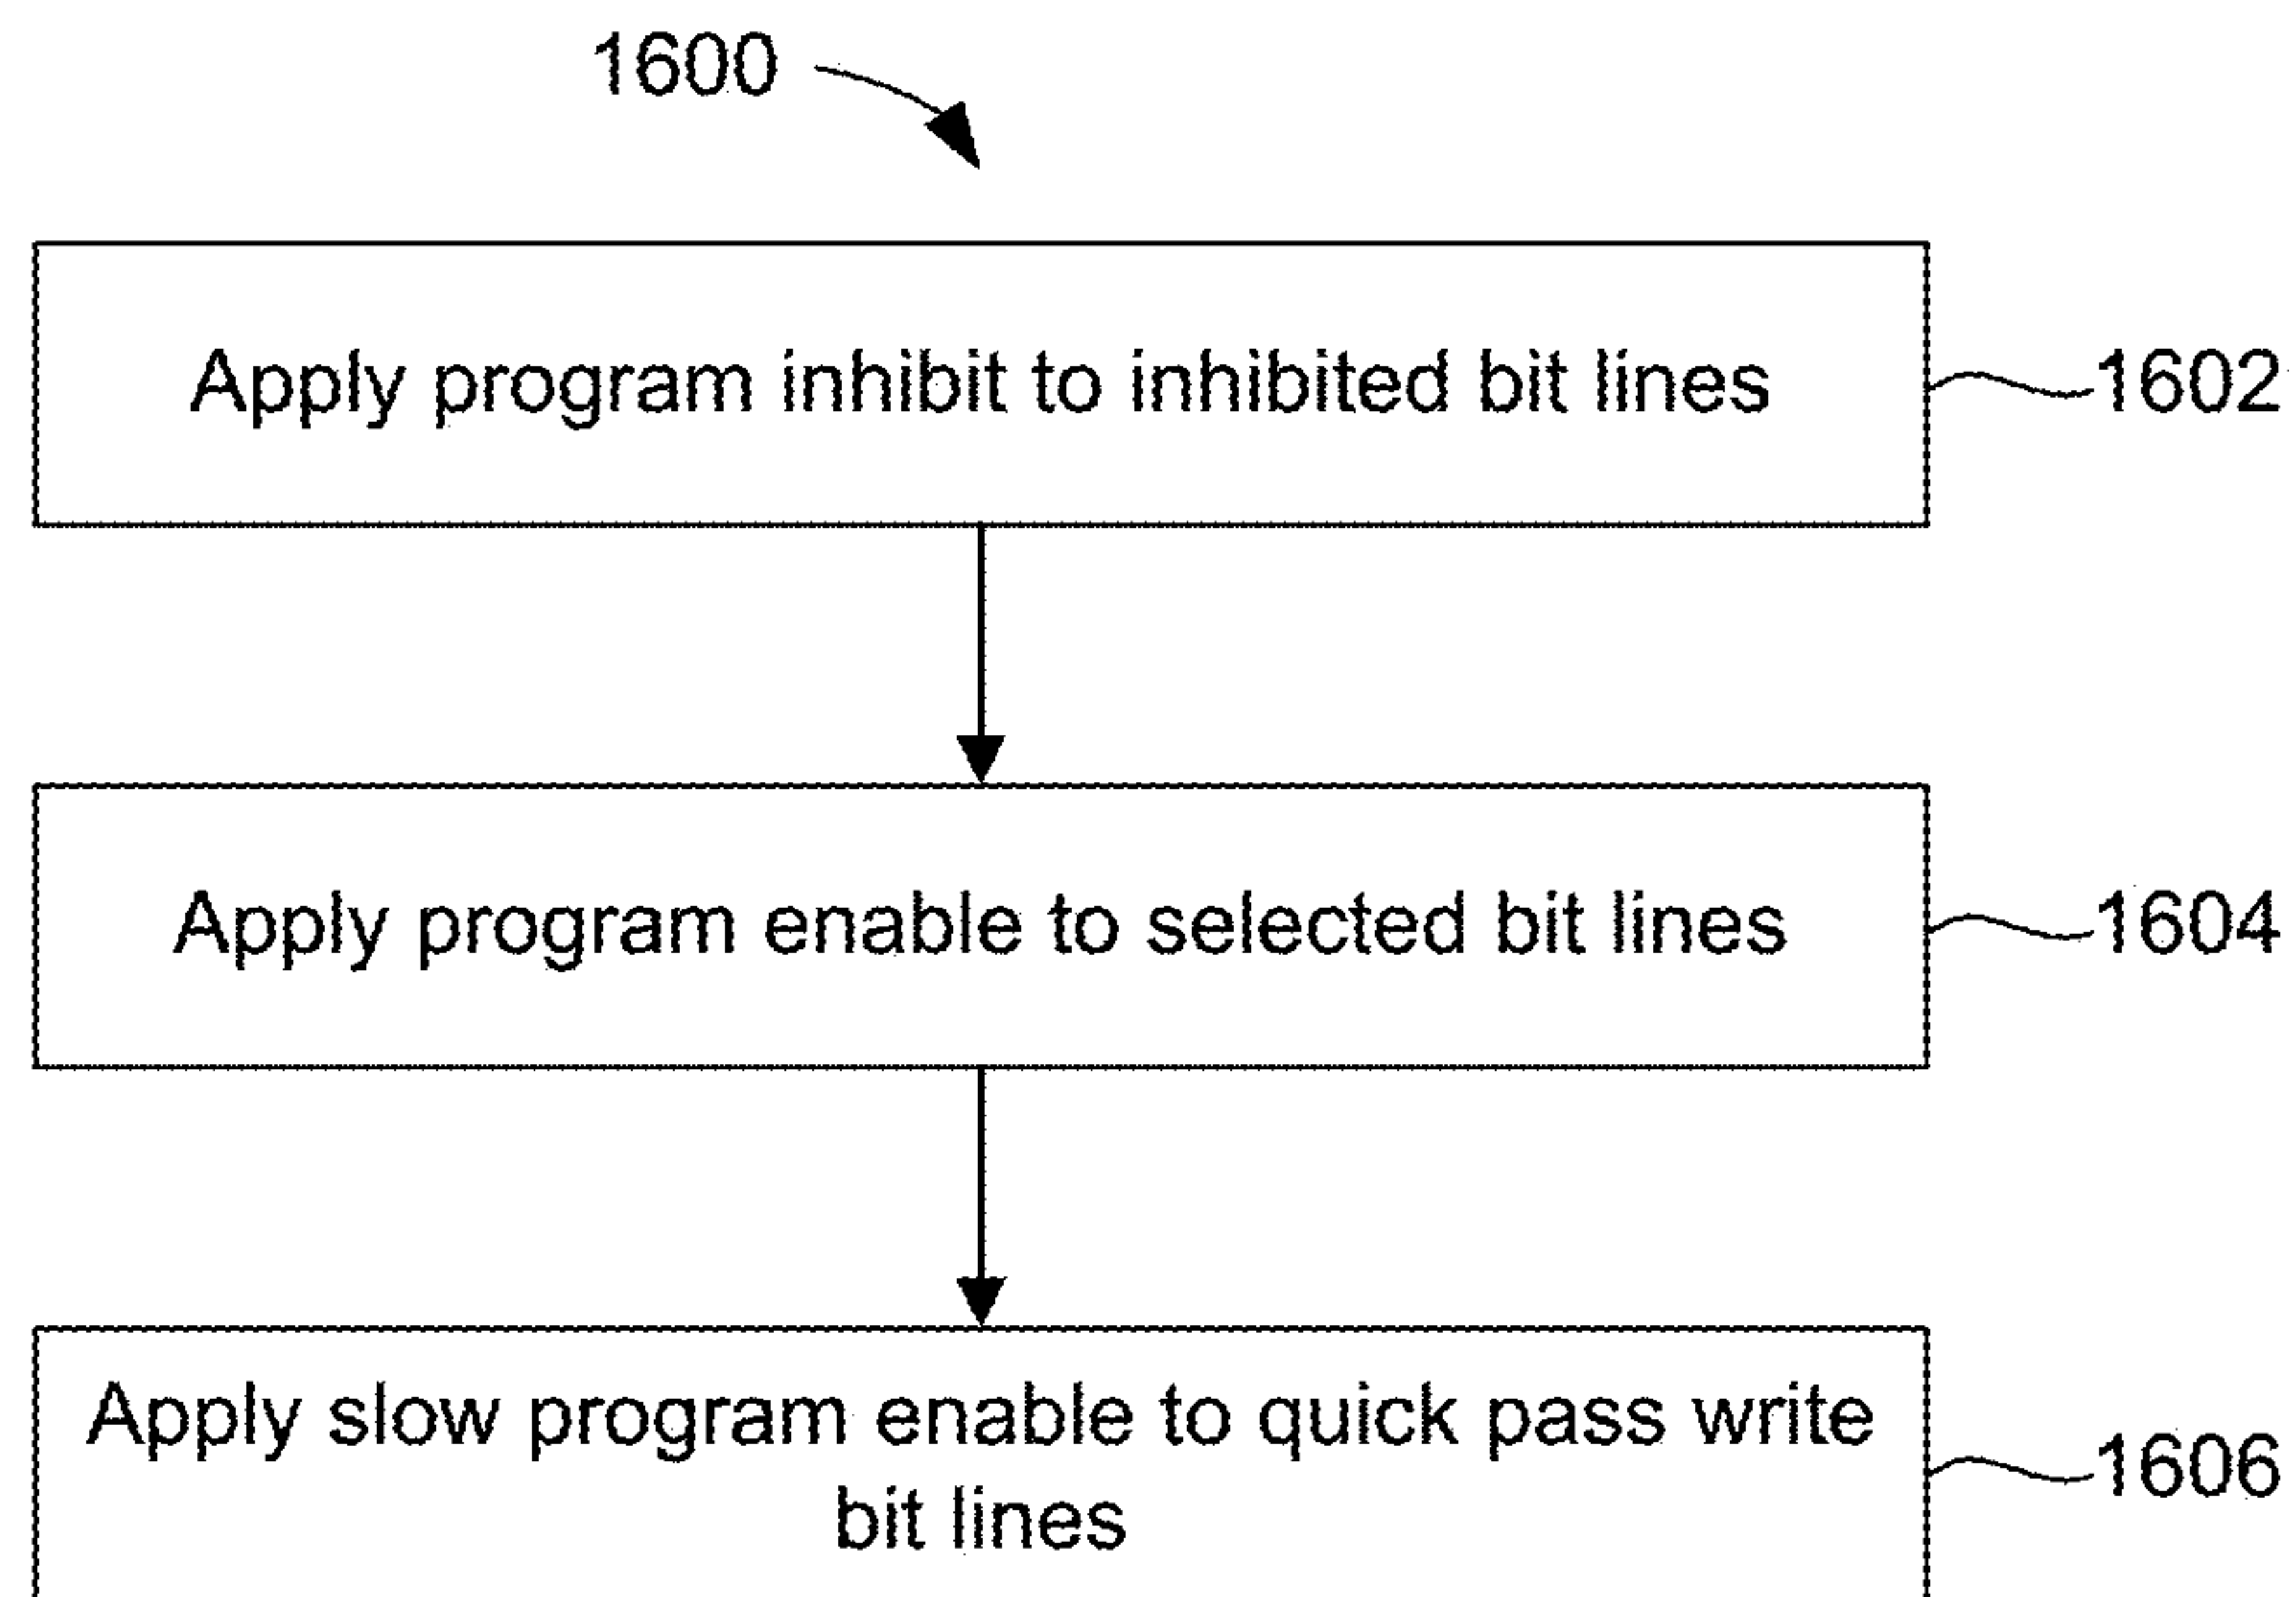 1600
Apply program inhibit to inhibited bit lines
1602
Apply program enable to selected bit lines
1604
Apply slow program enable to quick pass write
bit lines
1606